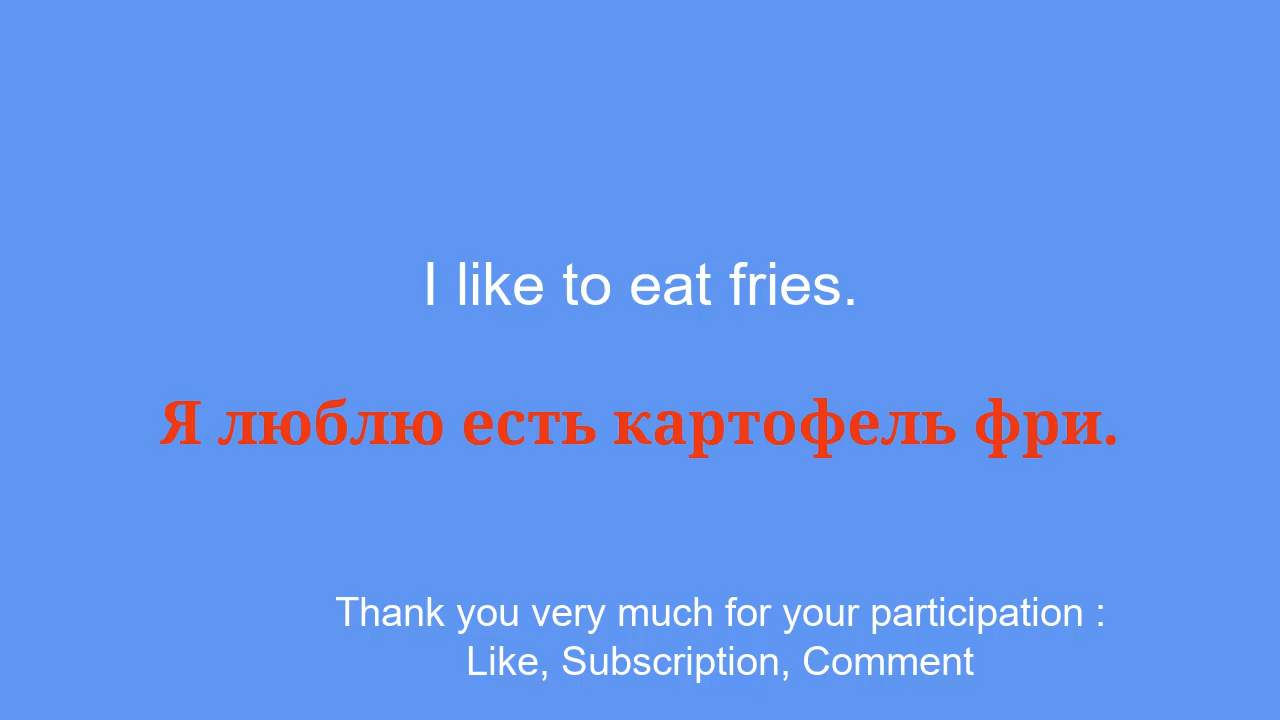 I like to eat fries.
Я люблю есть картофель фри.
Thank you very much for your participation :
Like, Subscription, Comment